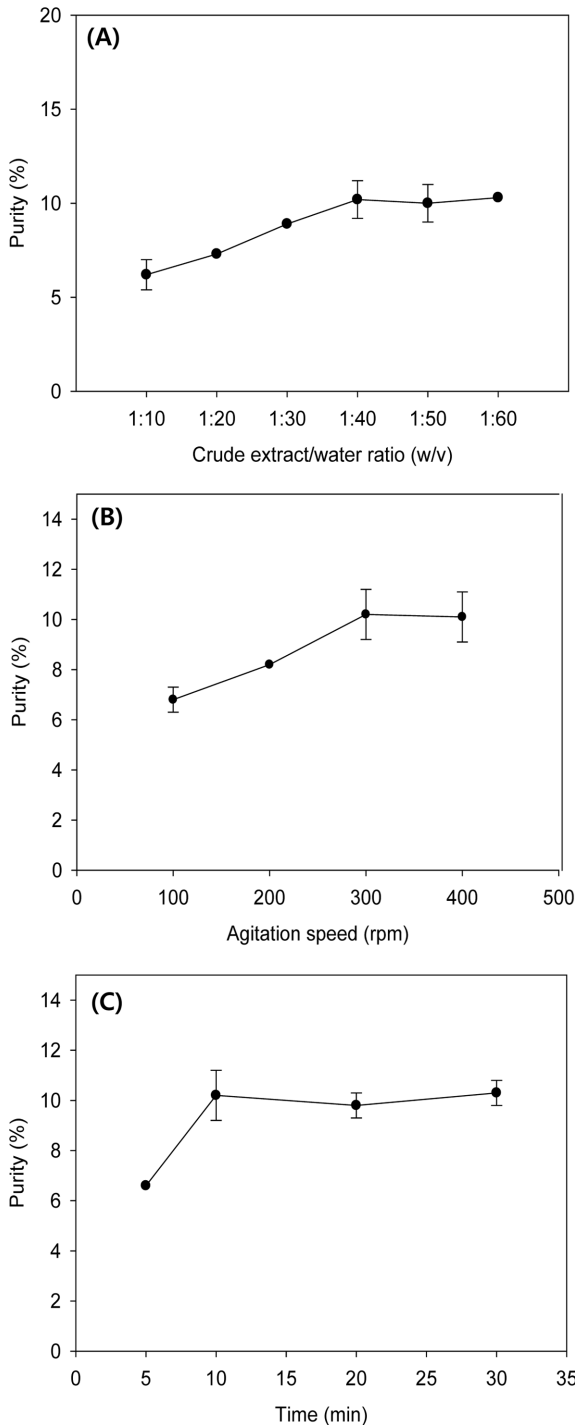 (A)
20
15
10
5
0
Purity (%)
1:10 1:20 1:30 1:40 1:50 1:60
Crude extract/water ratio (w/v)
(B)
14
12
10
8
6
4
2
0
Purity (%)
0 100 200 300 400 500
Agitation speed (rpm)
(C)
14
12
10
8
6
4
2
0
Purity (%)
0 5 10 15 20 25 30 35
Time (min)